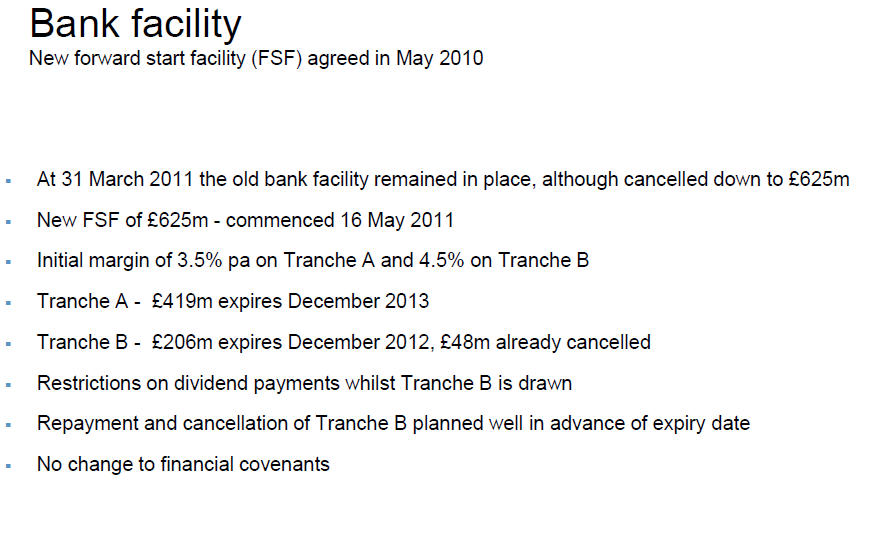 Bank facility
New forward start facility (FSF) agreed in May 2010
▪ At 31 March 2011 the old bank facility remained in place, although cancelled down to £625m
▪ New FSF of £625m - commenced 16 May 2011
▪ Initial margin of 3.5% pa on Tranche A and 4.5% on Tranche B
▪ Tranche A - £419m expires December 2013
▪ Tranche B - £206m expires December 2012, £48m already cancelled
▪ Restrictions on dividend payments whilst Tranche B is drawn
▪ Repayment and cancellation of Tranche B planned well in advance of expiry date
▪ No change to financial covenants